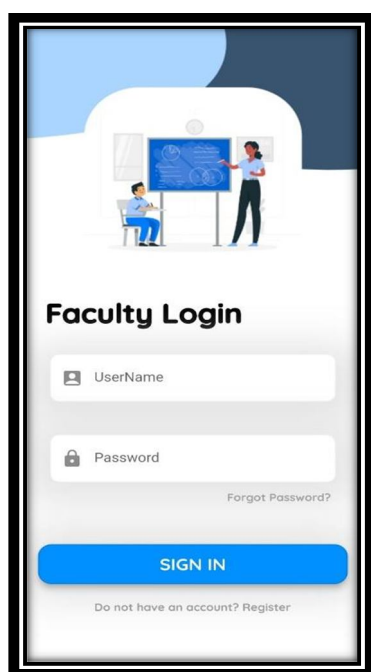 Faculty Login
UserName
Password
Forgot Password?
SIGN IN
Do not have an account? Register